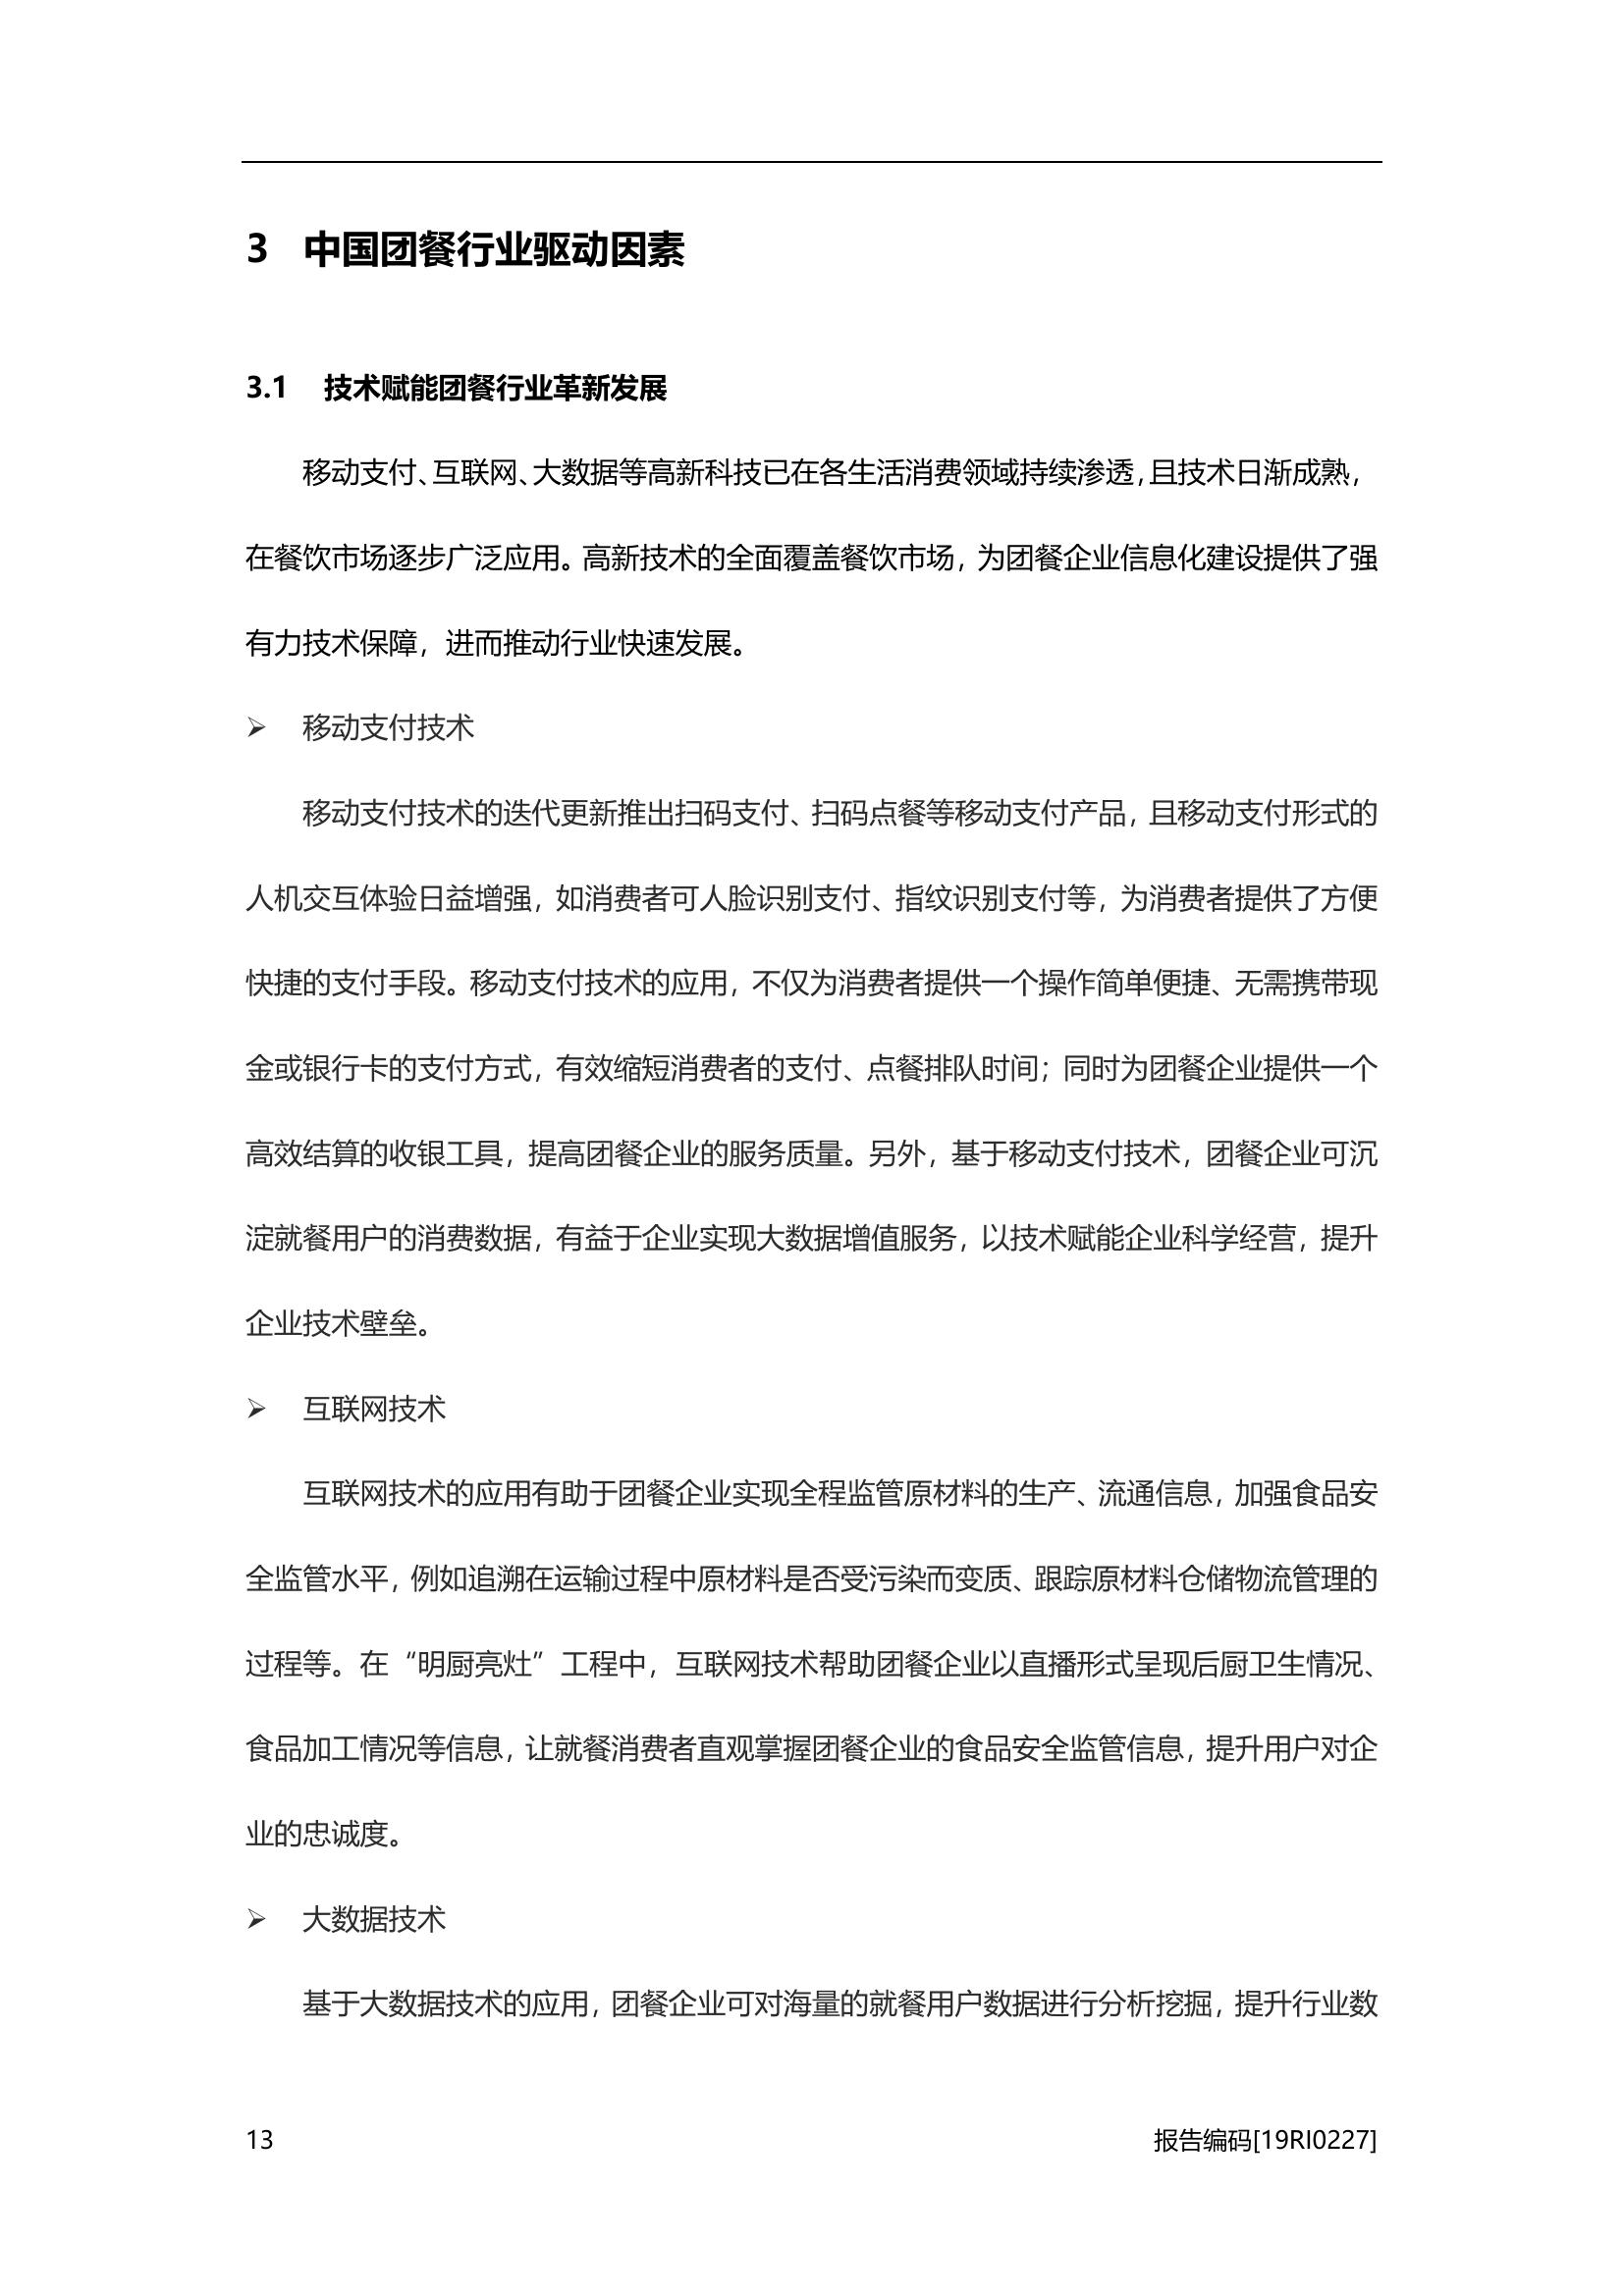 3 中国团餐行业驱动因素
3.1 技术赋能团餐行业革新发展
移动支付、互联网、大数据等高新科技已在各生活消费领域持续渗透，且技术日渐成熟，
在餐饮市场逐步广泛应用。高新技术的全面覆盖餐饮市场，为团餐企业信息化建设提供了强
有力技术保障，进而推动行业快速发展。
➢ 移动支付技术
移动支付技术的迭代更新推出扫码支付、扫码点餐等移动支付产品，且移动支付形式的
人机交互体验日益增强，如消费者可人脸识别支付、指纹识别支付等，为消费者提供了方便
快捷的支付手段。移动支付技术的应用，不仅为消费者提供一个操作简单便捷、无需携带现
金或银行卡的支付方式，有效缩短消费者的支付、点餐排队时间；同时为团餐企业提供一个
高效结算的收银工具，提高团餐企业的服务质量。另外，基于移动支付技术，团餐企业可沉
淀就餐用户的消费数据，有益于企业实现大数据增值服务，以技术赋能企业科学经营，提升
企业技术壁垒。
➢ 互联网技术
互联网技术的应用有助于团餐企业实现全程监管原材料的生产、流通信息，加强食品安
全监管水平，例如追溯在运输过程中原材料是否受污染而变质、跟踪原材料仓储物流管理的
过程等。在“明厨亮灶”工程中，互联网技术帮助团餐企业以直播形式呈现后厨卫生情况、
食品加工情况等信息，让就餐消费者直观掌握团餐企业的食品安全监管信息，提升用户对企
业的忠诚度。
➢ 大数据技术
基于大数据技术的应用，团餐企业可对海量的就餐用户数据进行分析挖掘，提升行业数
13 报告编码[19RI0227]